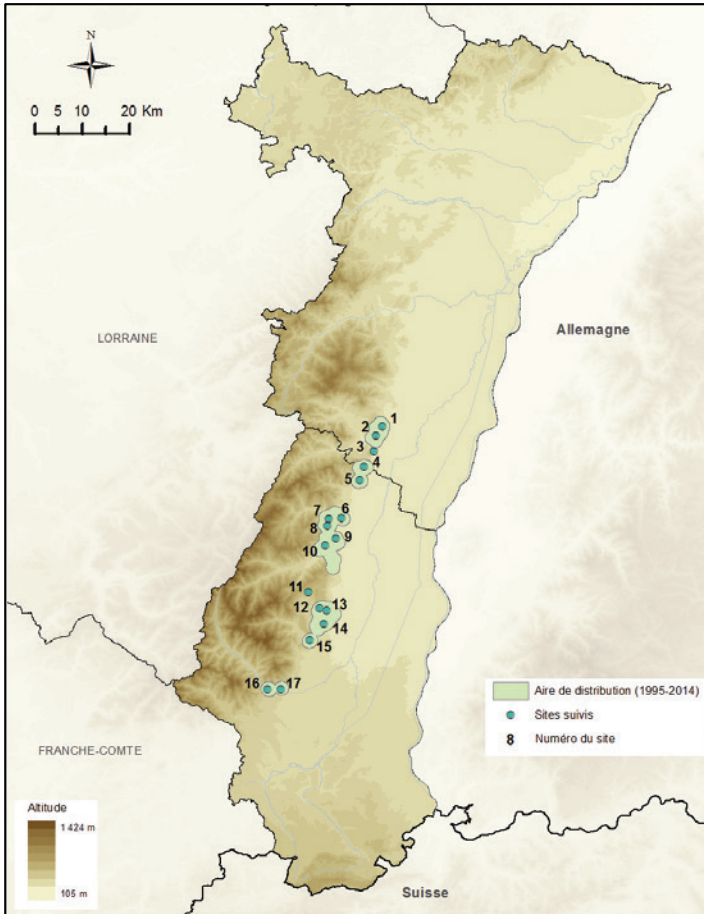 N
0 5 10 20 Km
LORRAINE
Allemagne
1
2
3
4
5
7
6
8
9
10
11
12
13
14
15
16
17
Aire de distribution (1995-2014)
Sites suivis
8 Numéro du site
FRANCHE-COMTE
Altitude
1 424 m
105 m
Suisse